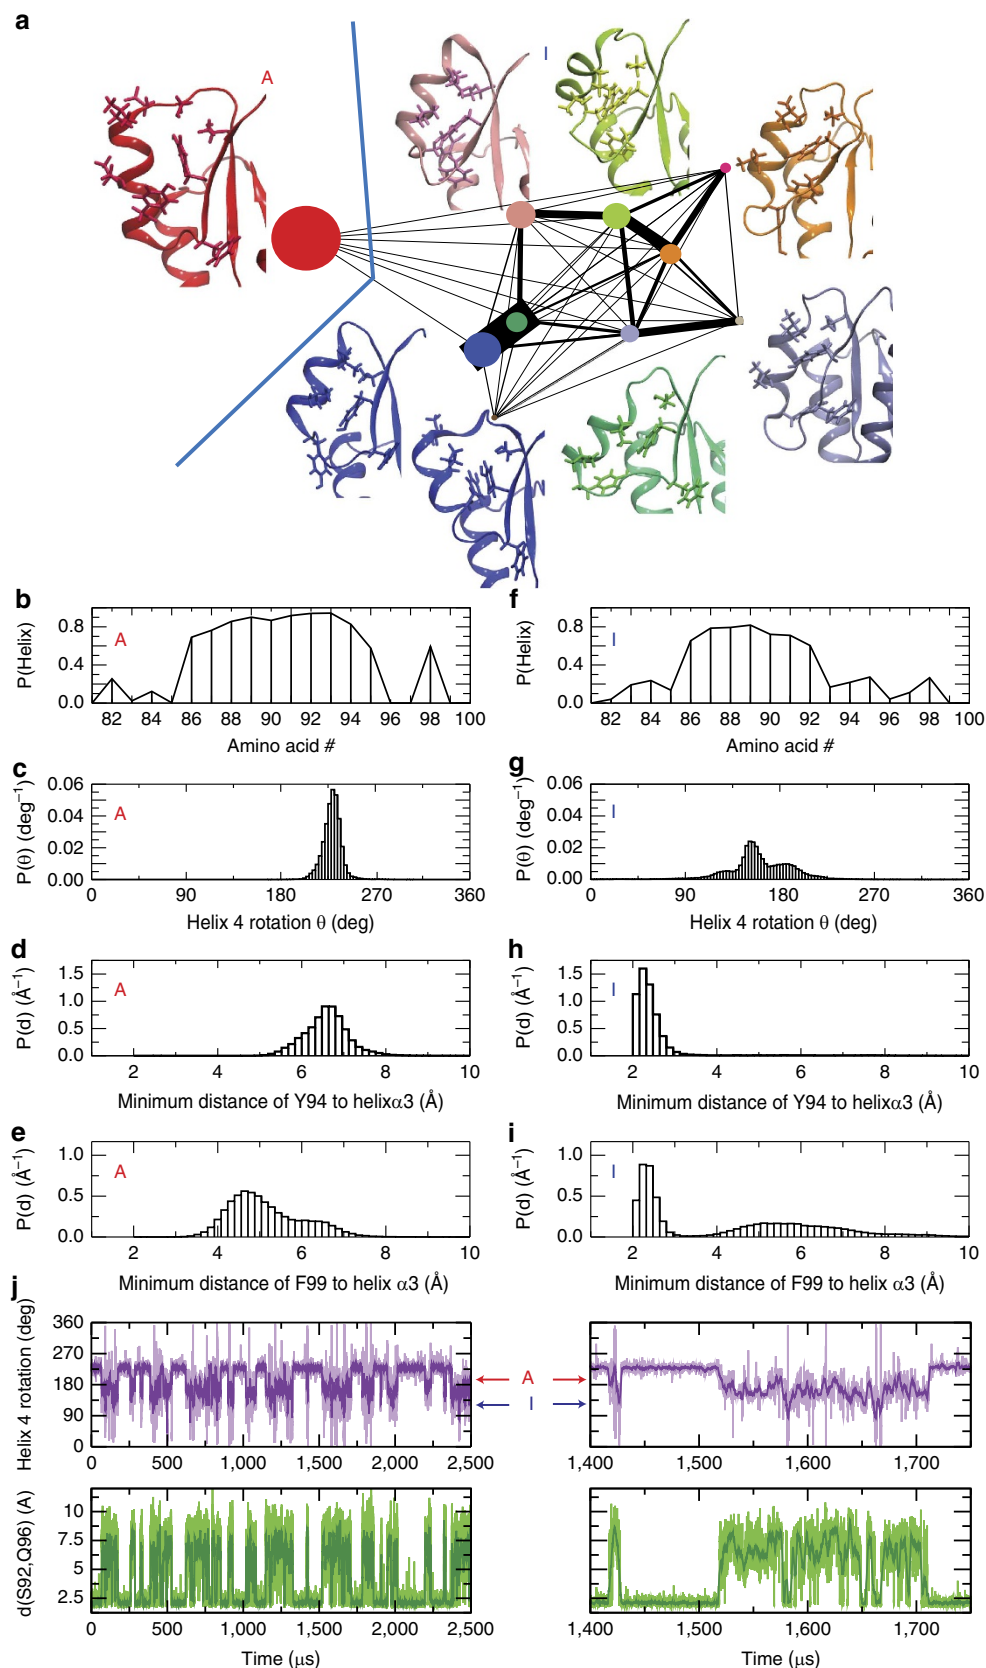 a
A
I
b
P(Helix)
0.8
0.4
0.0
A
82 84 86 88 90 92 94 96 98 100
Amino acid #
f
P(Helix)
0.8
0.4
0.0
I
82 84 86 88 90 92 94 96 98 100
Amino acid #
c
P(θ) (deg⁻¹)
0.06
0.04
0.02
0.00
A
0 90 180 270 360
Helix 4 rotation θ (deg)
g
P(θ) (deg⁻¹)
0.06
0.04
0.02
0.00
I
0 90 180 270 360
Helix 4 rotation θ (deg)
d
P(d) (Å⁻¹)
1.5
1.0
0.5
0.0
A
2 4 6 8 10
Minimum distance of Y94 to helixα3 (Å)
h
P(d) (Å⁻¹)
1.5
1.0
0.5
0.0
I
2 4 6 8 10
Minimum distance of Y94 to helixα3 (Å)
e
P(d) (Å⁻¹)
1.0
0.5
0.0
A
2 4 6 8 10
Minimum distance of F99 to helix α3 (Å)
i
P(d) (Å⁻¹)
1.0
0.5
0.0
I
2 4 6 8 10
Minimum distance of F99 to helix α3 (Å)
j
Helix 4 rotation (deg)
360
270
180
90
0
0 500 1,000 1,500 2,000 2,500
A
I
1,400 1,500 1,600 1,700
d(S92,Q96) (A)
10
7.5
5
2.5
0 500 1,000 1,500 2,000 2,500
Time (μs)
1,400 1,500 1,600 1,700
Time (μs)